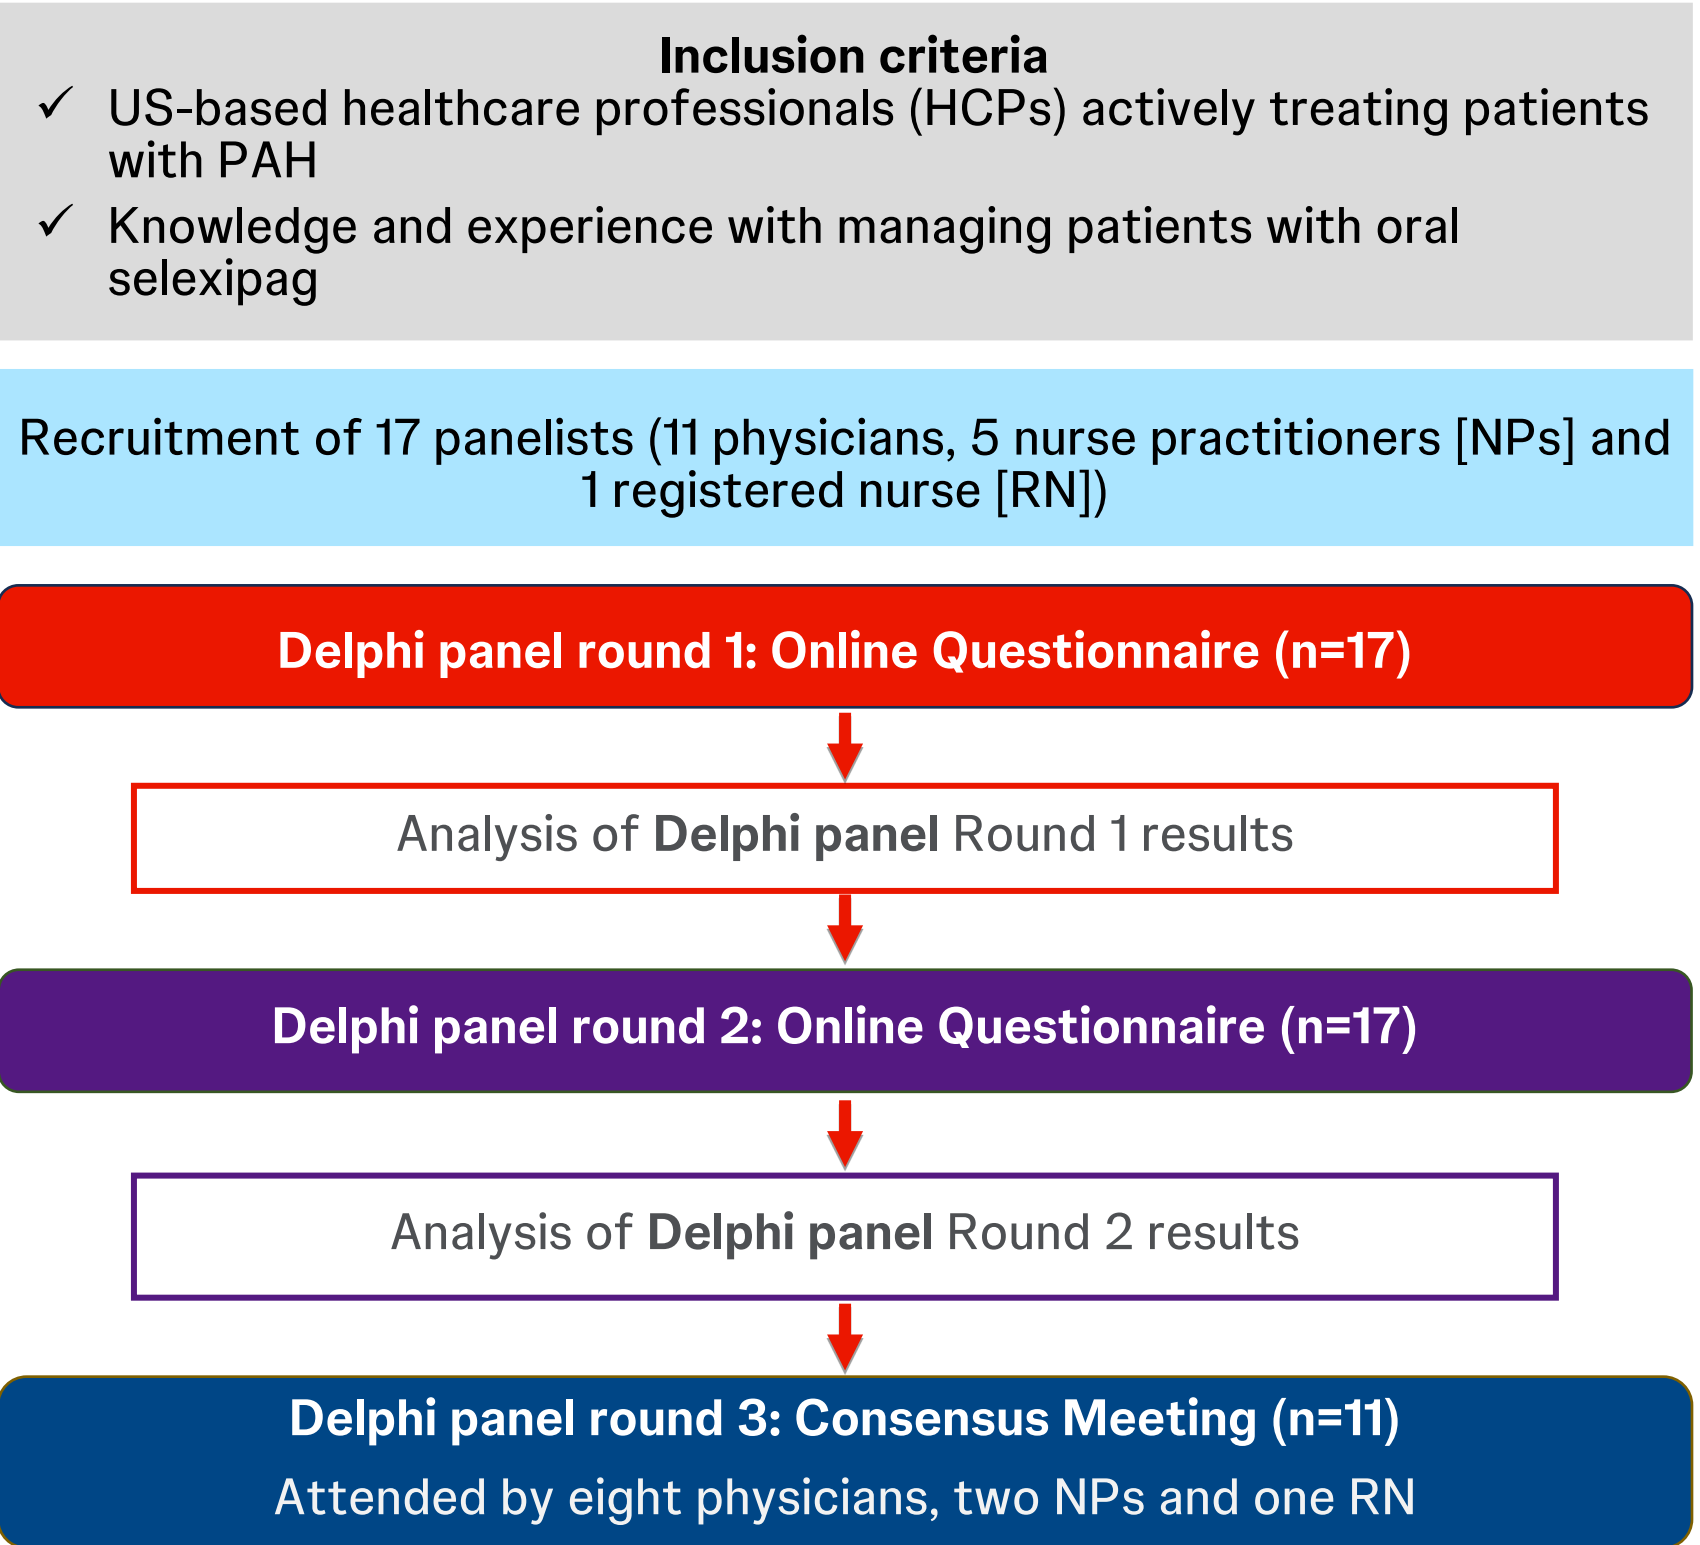 Inclusion criteria
✓ US-based healthcare professionals (HCPs) actively treating patients
with PAH
✓ Knowledge and experience with managing patients with oral
selexipag
Recruitment of 17 panelists (11 physicians, 5 nurse practitioners [NPs] and
1 registered nurse [RN])
Delphi panel round 1: Online Questionnaire (n=17)
Analysis of Delphi panel Round 1 results
Delphi panel round 2: Online Questionnaire (n=17)
Analysis of Delphi panel Round 2 results
Delphi panel round 3: Consensus Meeting (n=11)
Attended by eight physicians, two NPs and one RN